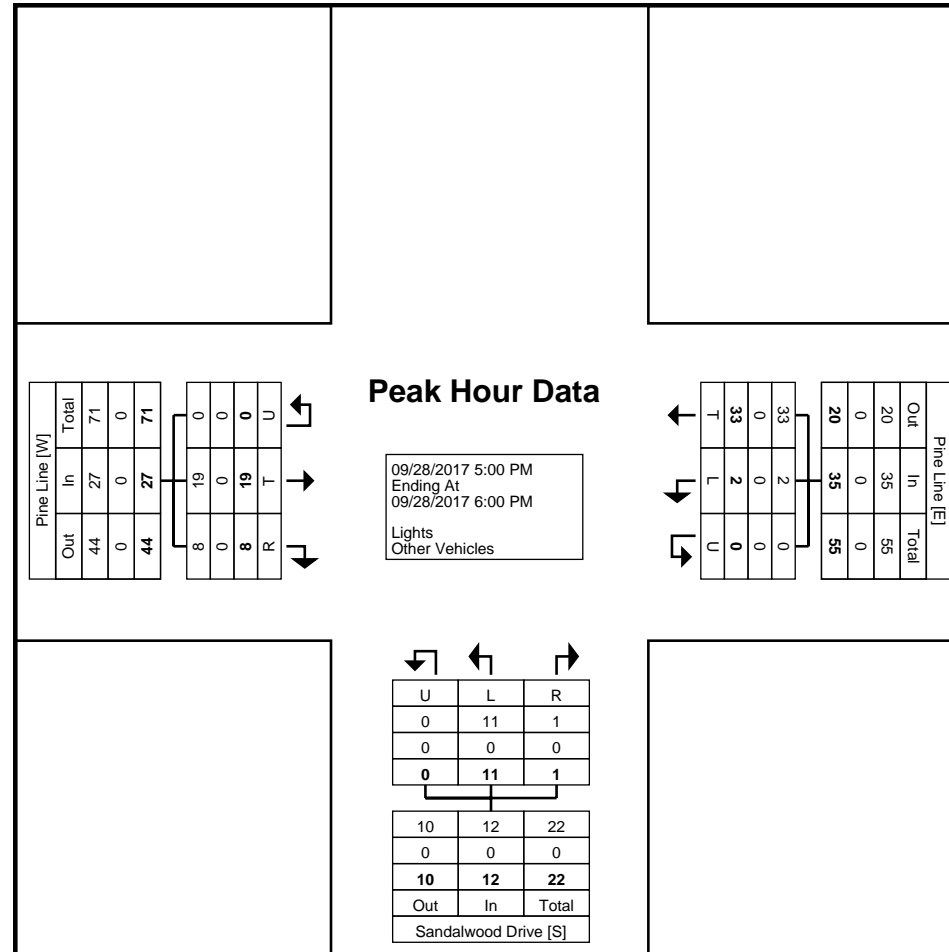 Peak Hour Data
09/28/2017 5:00 PM
Ending At
09/28/2017 6:00 PM
Lights
Other Vehicles
Pine Line [W]
Total In Out
71 27 44
0 0 0
71 27 44
0 19 8
0 0 0
0 19 8
U T R
T L U
33 2 0
0 0 0
33 2 0
20 35 55
0 0 0
20 35 55
Out In Total
Pine Line [E]
U L R
0 11 1
0 0 0
0 11 1
10 12 22
0 0 0
10 12 22
Out In Total
Sandalwood Drive [S]